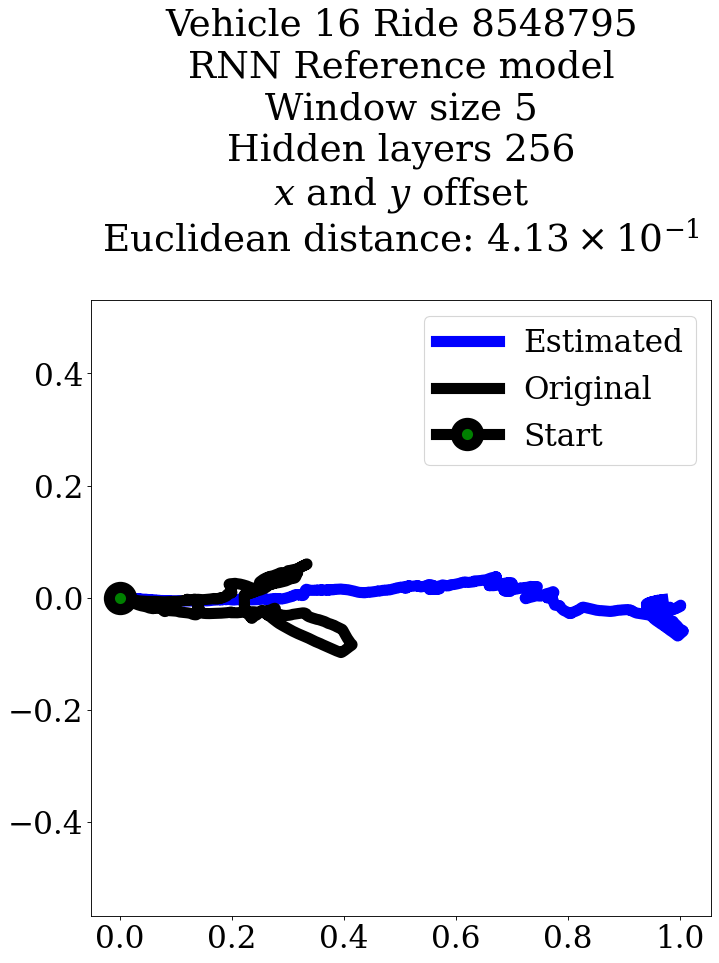 Vehicle 16 Ride 8548795
RNN Reference model
Window size 5
Hidden layers 256
x and y offset
Euclidean distance: 4.13 × 10⁻¹
Estimated
Original
Start
0.4
0.2
0.0
−0.2
−0.4
0.0 0.2 0.4 0.6 0.8 1.0